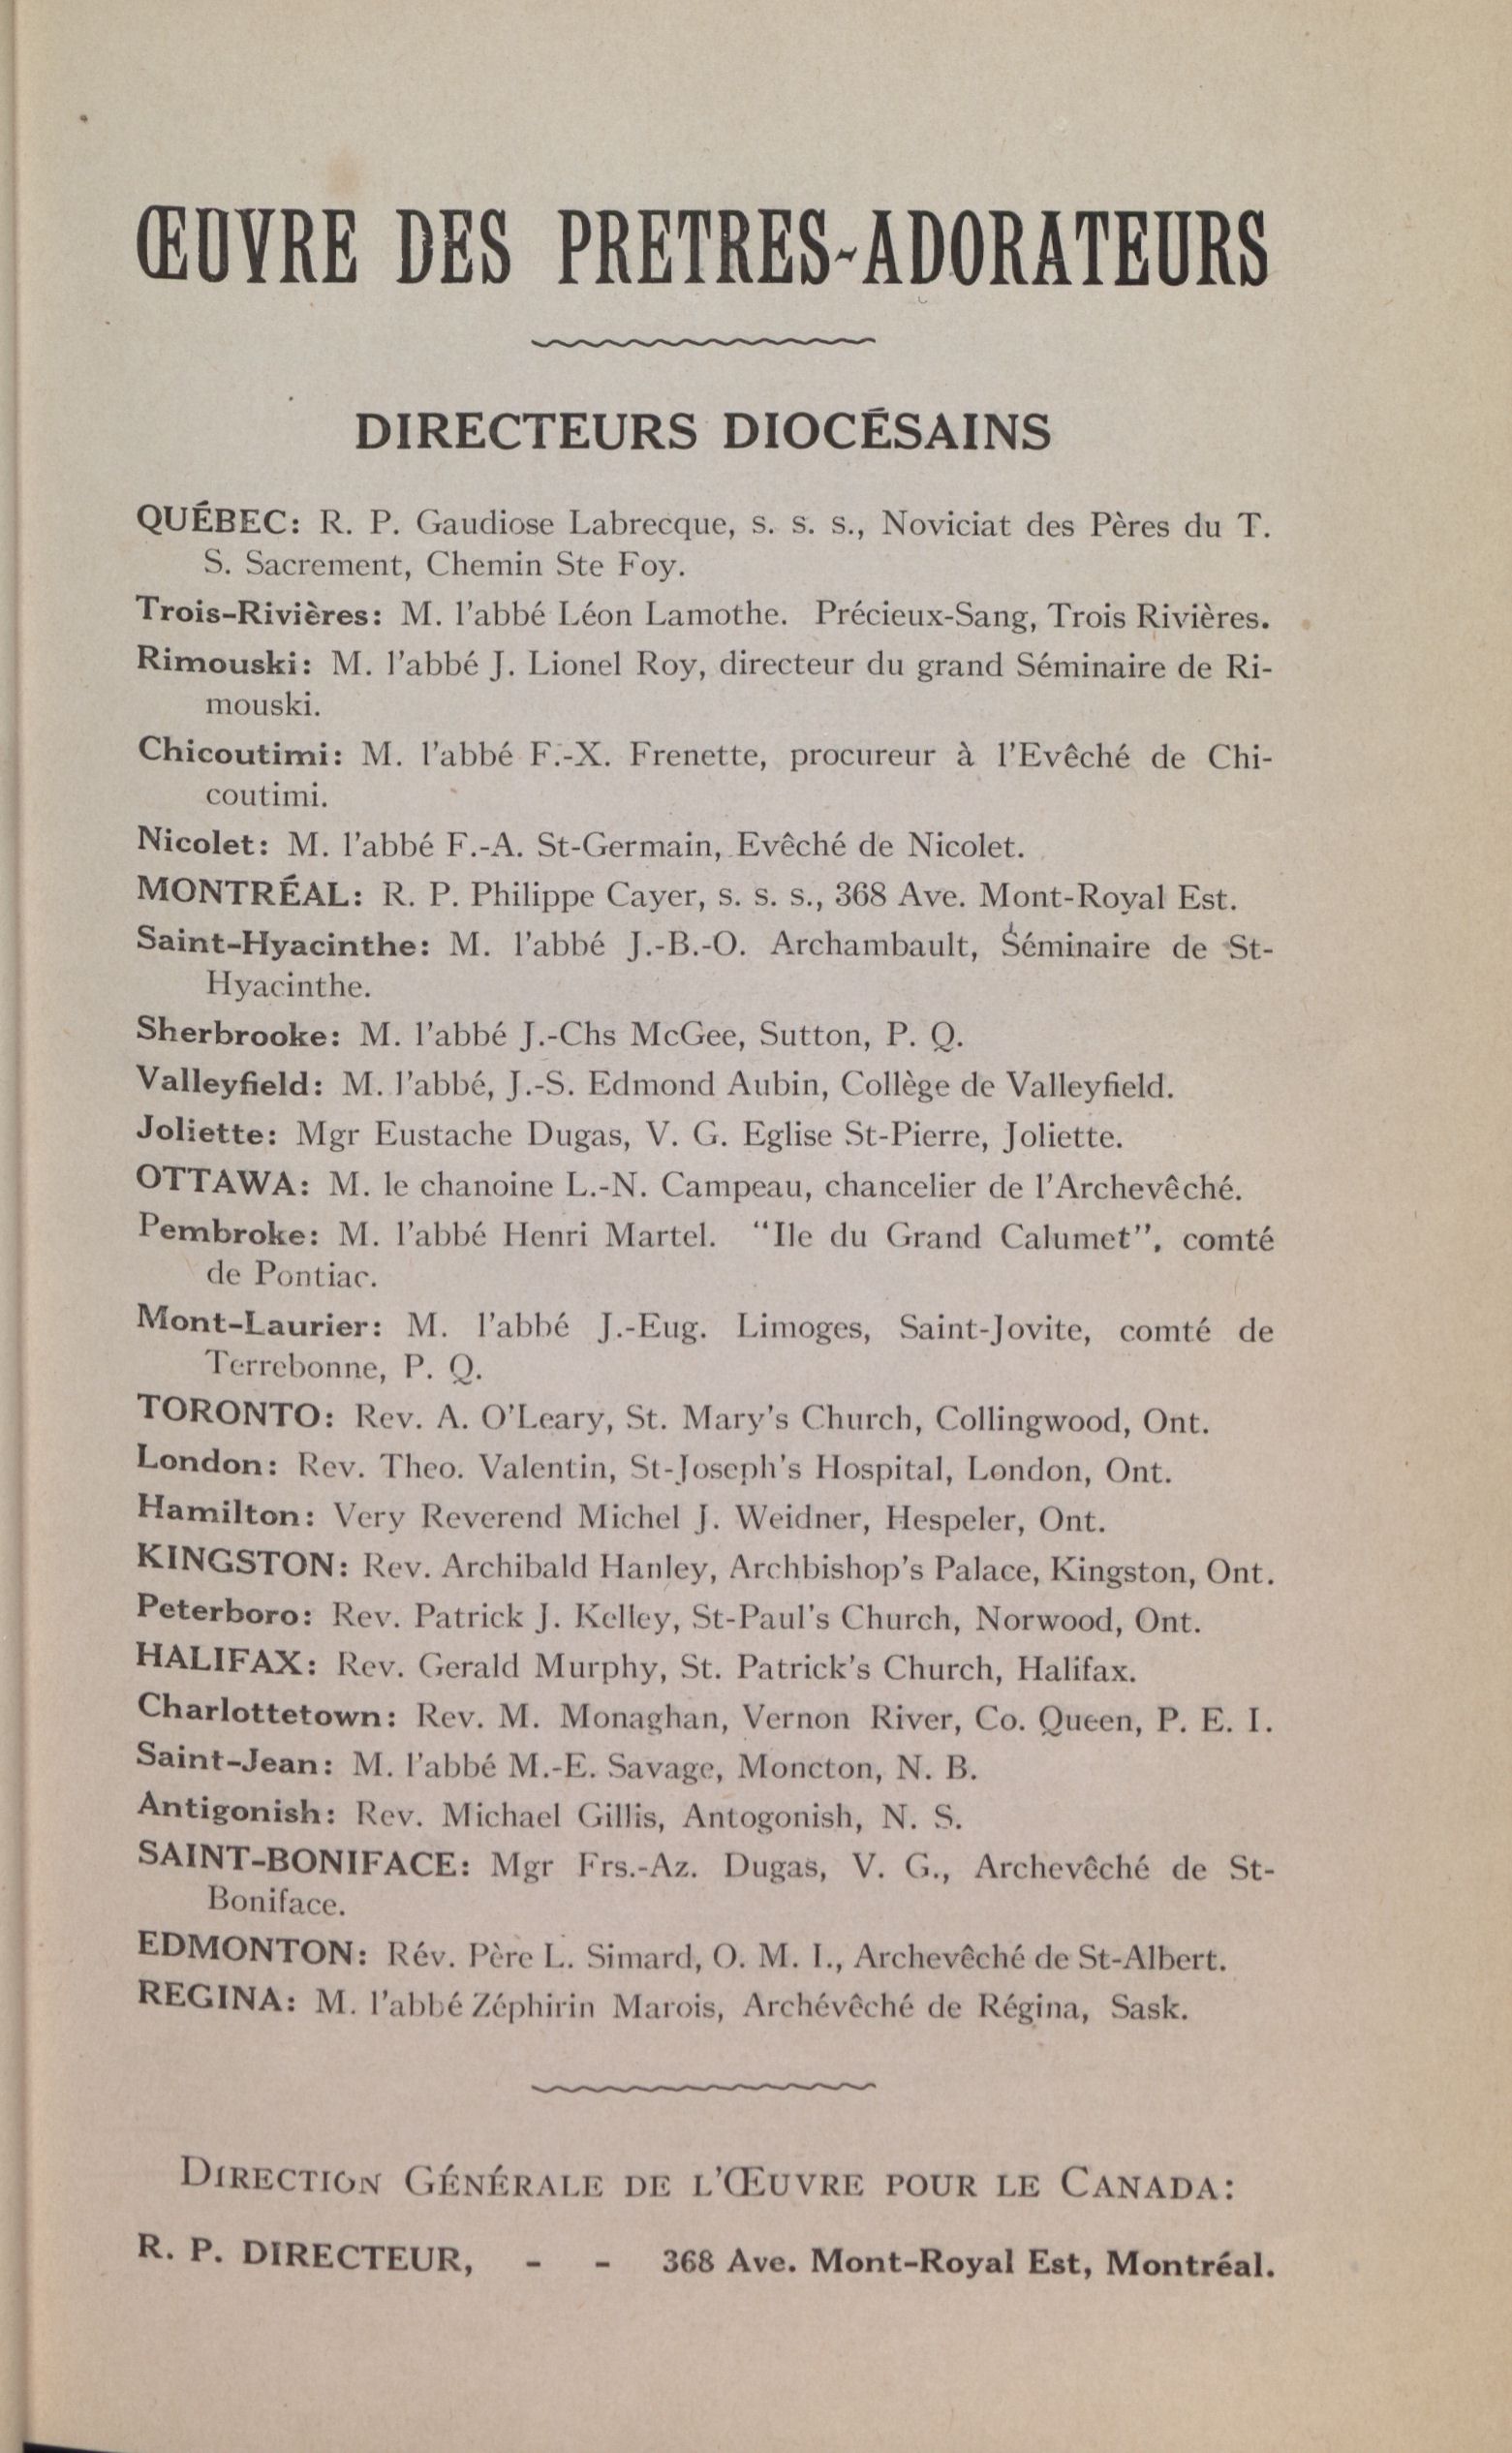 ŒUVRE DES PRETRES-ADORATEURS
DIRECTEURS DIOCÉSAINS
QUÉBEC: R. P. Gaudiose Labrecque, s. s. s., Noviciat des Pères du T.
S. Sacrement, Chemin Ste Foy.
Trois-Rivières: M. l'abbé Léon Lamothe. Précieux-Sang, Trois Rivières.
Rimouski: M. l'abbé J. Lionel Roy, directeur du grand Séminaire de Ri-
mouski.
Chicoutimi: M. l'abbé F.-X. Frenette, procureur à l'Evêché de Chi-
coutimi.
Nicolet: M. l'abbé F.-A. St-Germain, Evêché de Nicolet.
MONTRÉAL: R. P. Philippe Cayer, s. s. s., 368 Ave. Mont-Royal Est.
Saint-Hyacinthe: M. l'abbé J.-B.-O. Archambault, Séminaire de St-
Hyacinthe.
Sherbrooke: M. l'abbé J.-Chs McGee, Sutton, P. Q.
Valleyfield: M. l'abbé, J.-S. Edmond Aubin, Collège de Valleyfield.
Joliette: Mgr Eustache Dugas, V. G. Eglise St-Pierre, Joliette.
OTTAWA: M. le chanoine L.-N. Campeau, chancelier de l'Archevêché.
Pembroke: M. l'abbé Henri Martel. "Ile du Grand Calumet", comté
de Pontiac.
Mont-Laurier: M. l'abbé J.-Eug. Limoges, Saint-Jovite, comté de
Terrebonne, P. Q.
TORONTO: Rev. A. O'Leary, St. Mary's Church, Collingwood, Ont.
London: Rev. Theo. Valentin, St-Joseph's Hospital, London, Ont.
Hamilton: Very Reverend Michel J. Weidner, Hespeler, Ont.
KINGSTON: Rev. Archibald Hanley, Archbishop's Palace, Kingston, Ont.
Peterboro: Rev. Patrick J. Kelley, St-Paul's Church, Norwood, Ont.
HALIFAX: Rev. Gerald Murphy, St. Patrick's Church, Halifax.
Charlottetown: Rev. M. Monaghan, Vernon River, Co. Queen, P. E. I.
Saint-Jean: M. l'abbé M.-E. Savage, Moncton, N. B.
Antigonish: Rev. Michael Gillis, Antogonish, N. S.
SAINT-BONIFACE: Mgr Frs.-Az. Dugas, V. G., Archevêché de St-
Boniface.
EDMONTON: Rév. Père L. Simard, O. M. I., Archevêché de St-Albert.
REGINA: M. l'abbé Zéphirin Marois, Archévêché de Régina, Sask.
DIRECTION GÉNÉRALE DE L'ŒUVRE POUR LE CANADA:
R. P. DIRECTEUR, - - 368 Ave. Mont-Royal Est, Montréal.